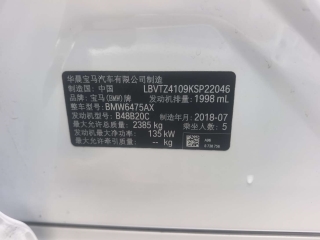 华晨宝马汽车有限公司制造
制造国：中国 LBVTZ4109KSP22046
品牌：宝马(BMW)牌 发动机排量：1998 mL
整车型号：BMW6475AX
发动机型号：B48B20C 制造年月：2018-07
最大允许总质量：2385 kg 乘坐人数：5
发动机最大净功率：135 kW
最大允许牵引质量：-- kg